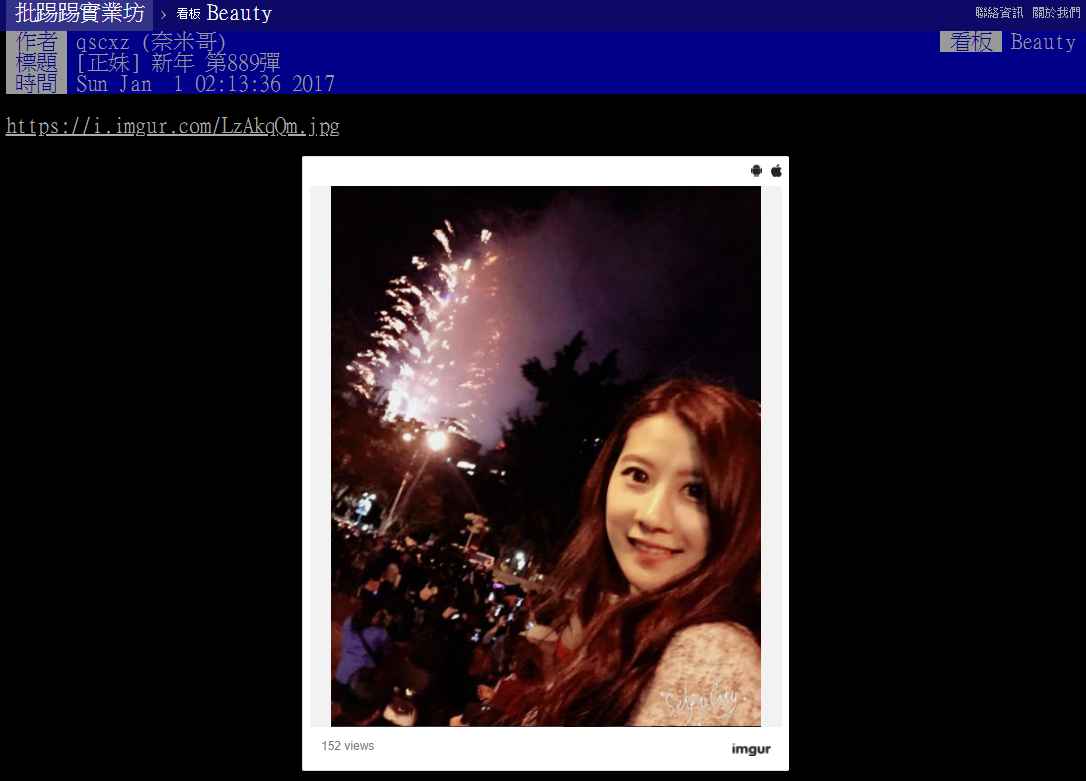 批踢踢實業坊 › 看板 Beauty 聯絡資訊 關於我們
作者 qscxz (奈米哥) 看板 Beauty
標題 [正妹] 新年 第889彈
時間 Sun Jan  1 02:13:36 2017
https://i.imgur.com/LzAkqQm.jpg
SelfieCity
152 views imgur